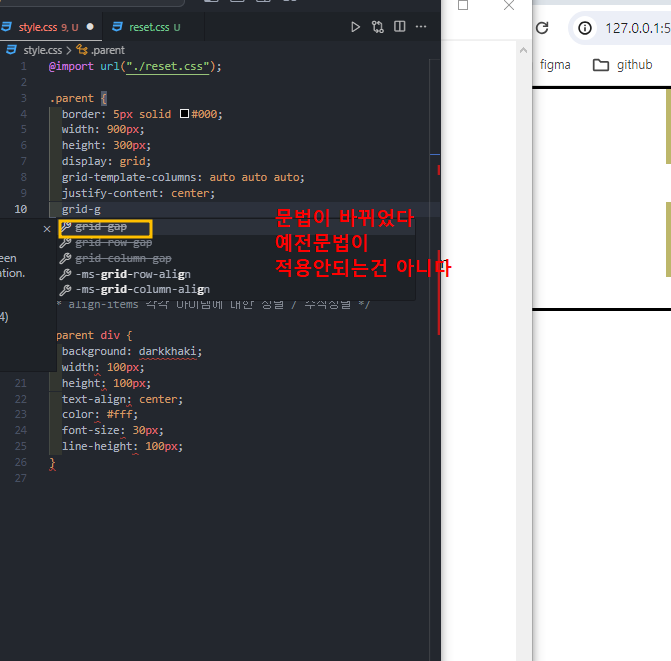 style.css 9, U
reset.css U
127.0.0.1:5
style.css > .parent
figma
github
1 @import url("./reset.css");
2
3 .parent {
4 border: 5px solid #000;
5 width: 900px;
6 height: 300px;
7 display: grid;
8 grid-template-columns: auto auto auto;
9 justify-content: center;
10 grid-g
grid-gap
grid-row-gap
grid-column-gap
-ms-grid-row-align
-ms-grid-column-align
een
ation.
4)
문법이 바뀌었다
예전문법이
적용안되는건 아니다
* align-items 각각 아이템에 대한 정렬 / 수직정렬 */
parent div {
background: darkkhaki;
width: 100px;
21 height: 100px;
22 text-align: center;
23 color: #fff;
24 font-size: 30px;
25 line-height: 100px;
26 }
27